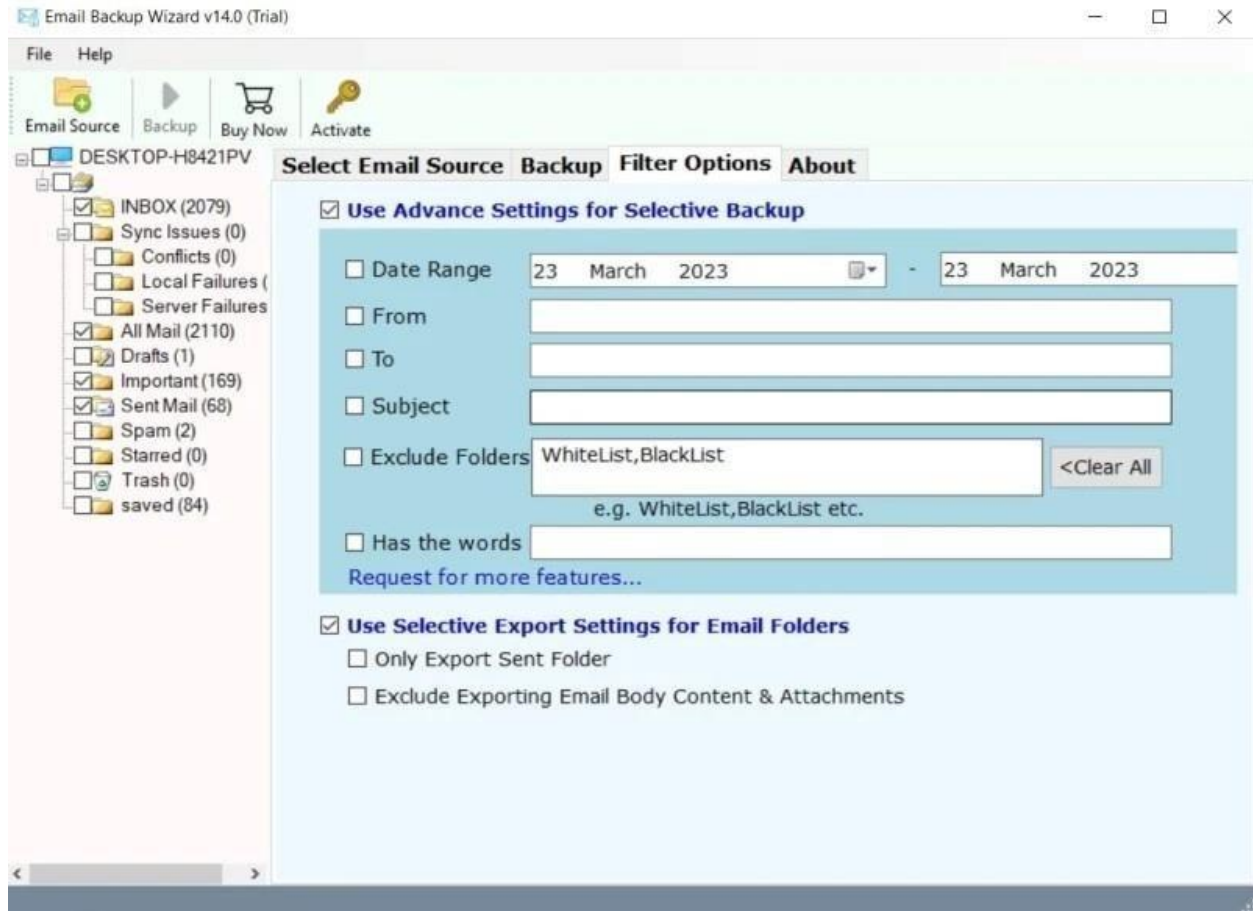 Email Backup Wizard v14.0 (Trial)
File Help
Email Source Backup Buy Now Activate
DESKTOP-H8421PV
INBOX (2079)
Sync Issues (0)
Conflicts (0)
Local Failures (
Server Failures
All Mail (2110)
Drafts (1)
Important (169)
Sent Mail (68)
Spam (2)
Starred (0)
Trash (0)
saved (84)
Select Email Source Backup Filter Options About
Use Advance Settings for Selective Backup
Date Range 23 March 2023 - 23 March 2023
From
To
Subject
Exclude Folders WhiteList,BlackList <Clear All
e.g. WhiteList,BlackList etc.
Has the words
Request for more features...
Use Selective Export Settings for Email Folders
Only Export Sent Folder
Exclude Exporting Email Body Content & Attachments